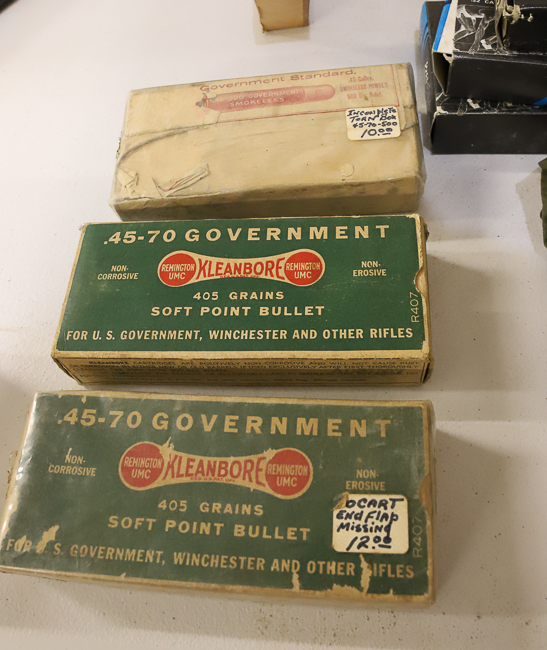 Government Standard.
.45 Calibre
SMOKELESS POWDER
SMOKELESS
Incomplete
Torn Box
45-70-500
10.00
.45-70 GOVERNMENT
NON-
CORROSIVE
REMINGTON
UMC
KLEANBORE
REMINGTON
UMC
NON-
EROSIVE
405 GRAINS
SOFT POINT BULLET
FOR U. S. GOVERNMENT, WINCHESTER AND OTHER RIFLES
R407
.45-70 GOVERNMENT
NON-
CORROSIVE
REMINGTON
UMC
KLEANBORE
REMINGTON
UMC
NON-
EROSIVE
405 GRAINS
SOFT POINT BULLET
FOR U. S. GOVERNMENT, WINCHESTER AND OTHER RIFLES
R407
End Flap
Missing
12.00